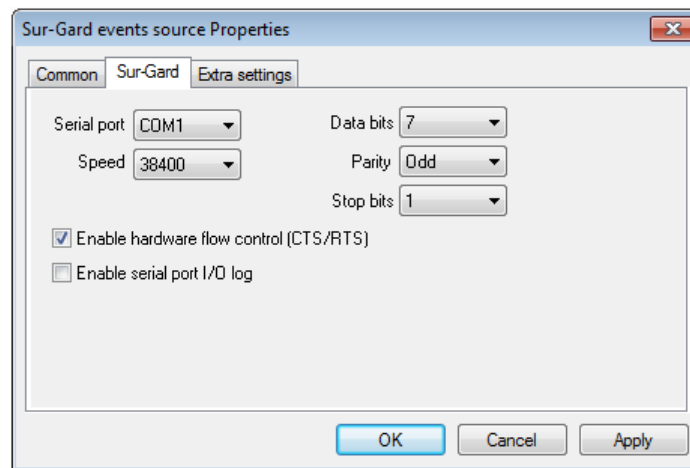 Sur-Gard events source Properties
Common Sur-Gard Extra settings
Serial port COM1 Data bits 7
Speed 38400 Parity Odd
Stop bits 1
Enable hardware flow control (CTS/RTS)
Enable serial port I/O log
OK Cancel Apply